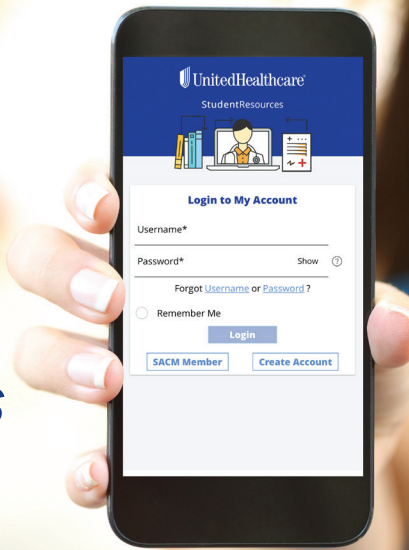 UnitedHealthcare®
StudentResources
Login to My Account
Username*
Password* Show ?
Forgot Username or Password ?
Remember Me
Login
SACM Member Create Account
s